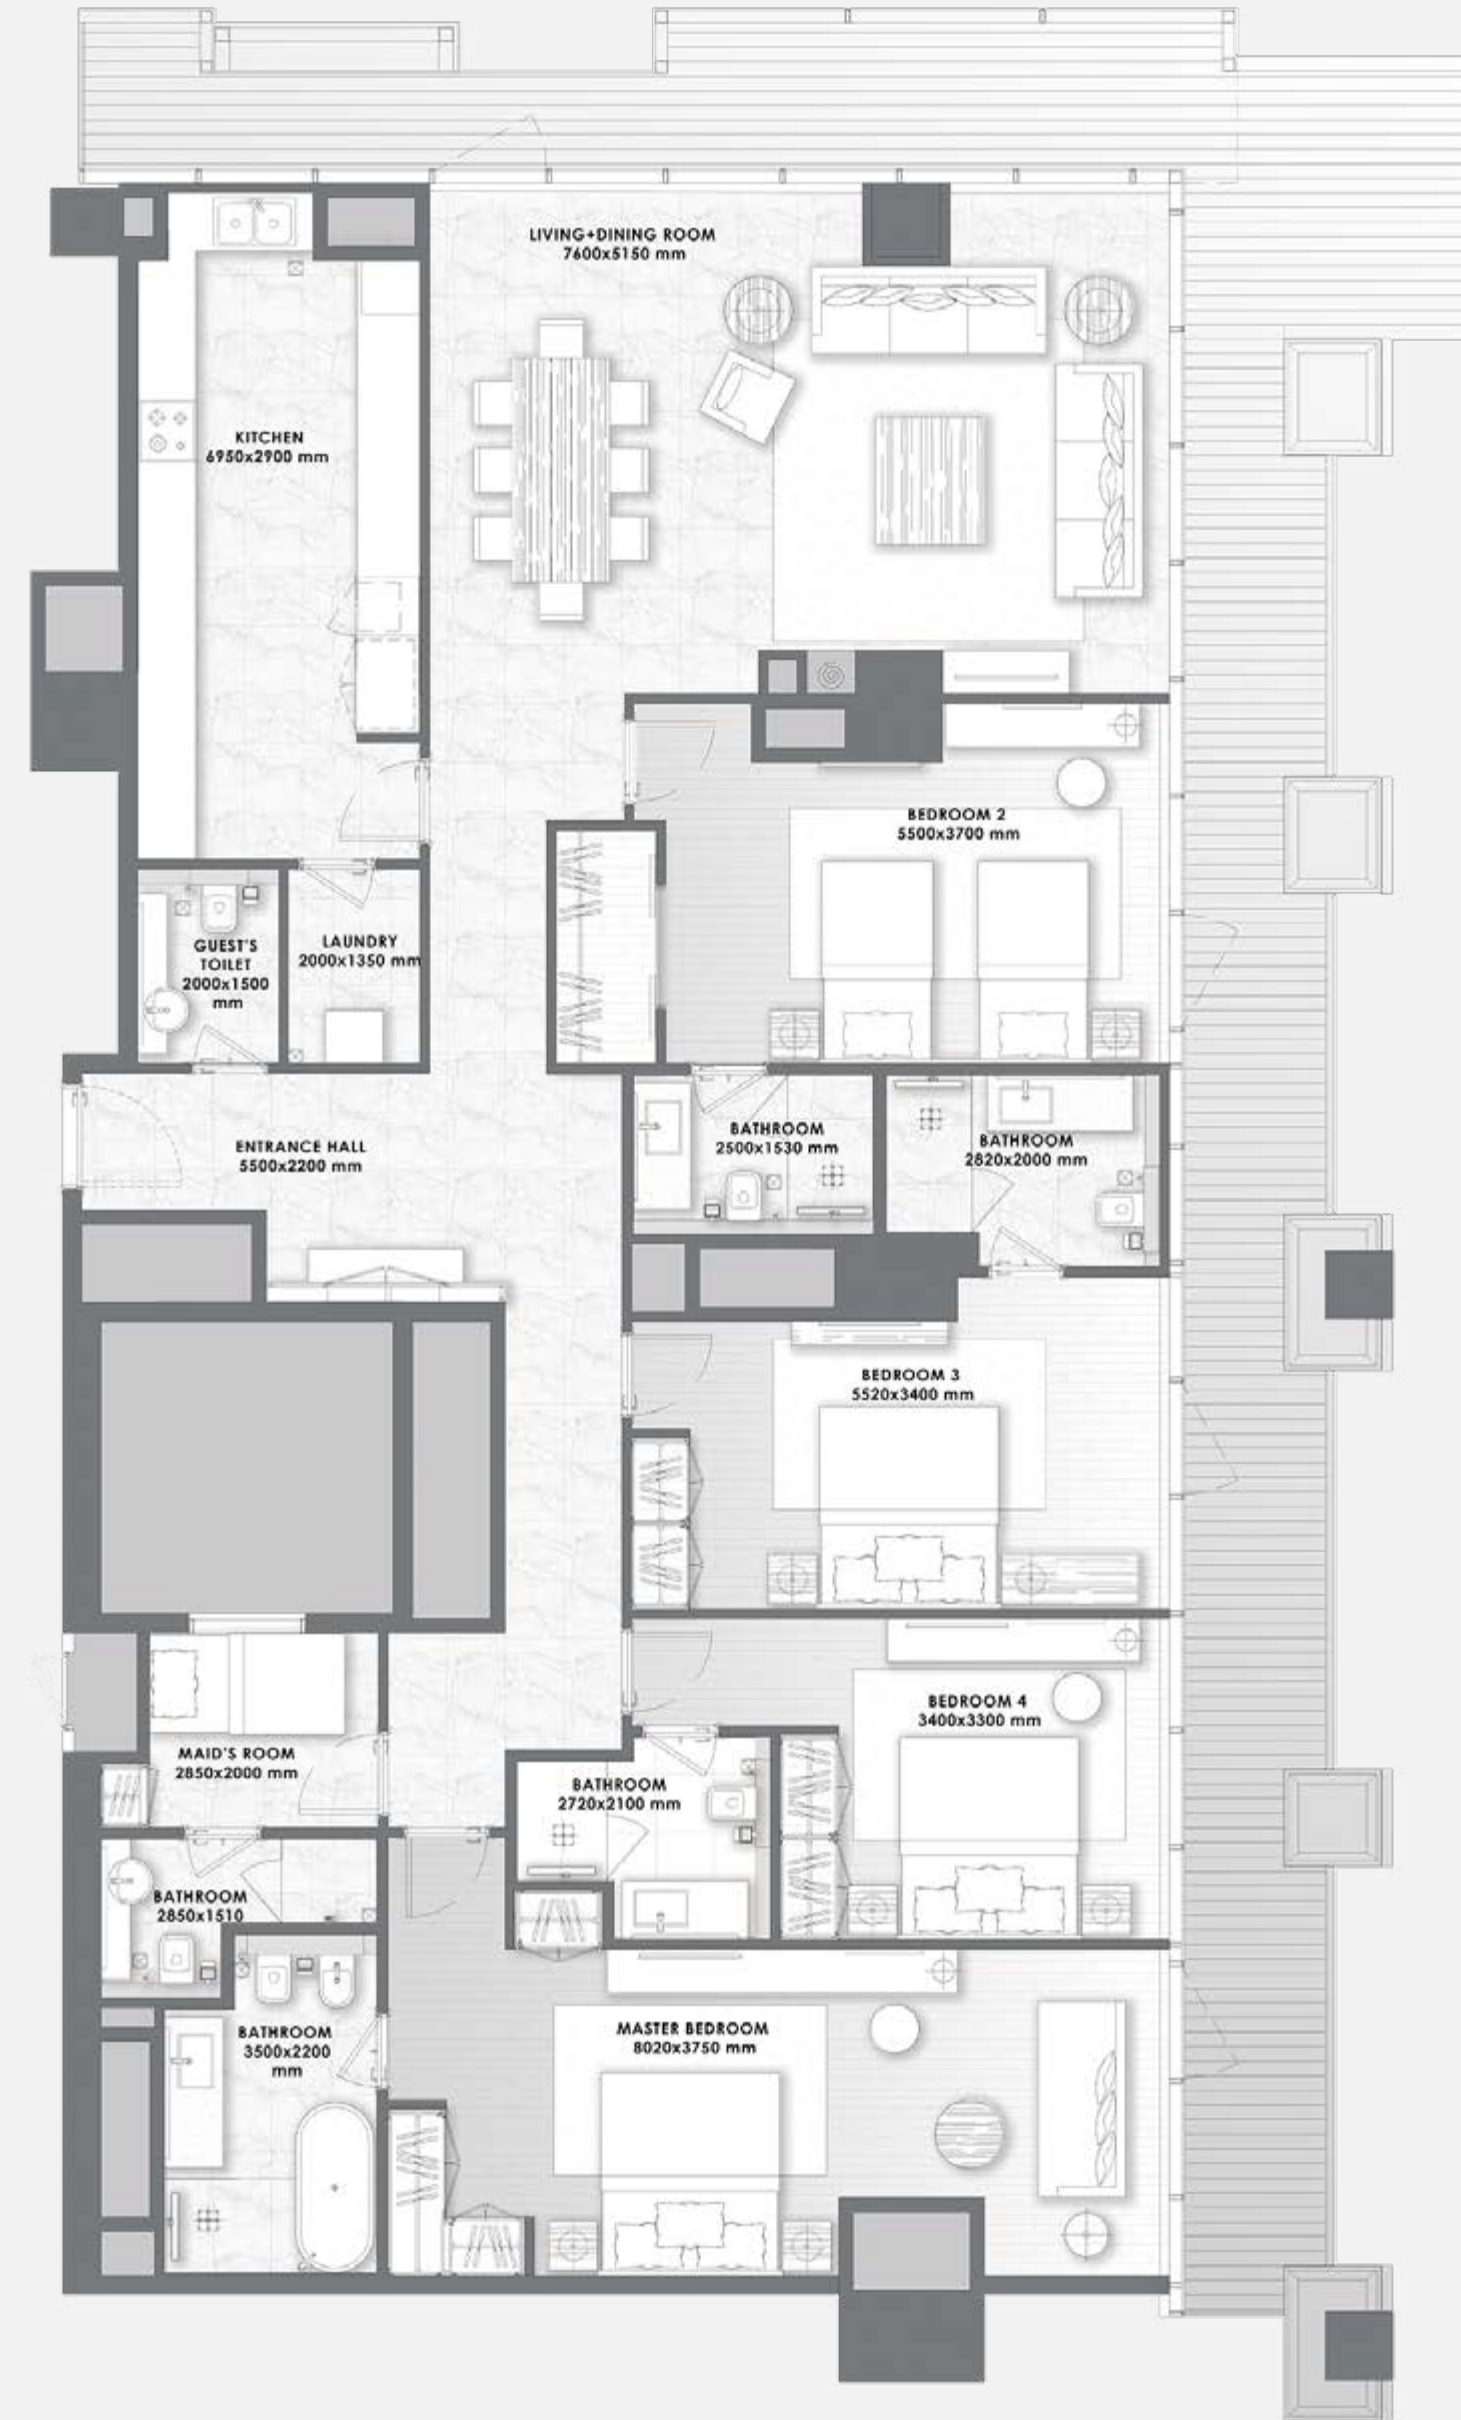 LIVING+DINING ROOM
7600x5150 mm
KITCHEN
6950x2900 mm
BEDROOM 2
5500x3700 mm
GUEST'S
TOILET
2000x1500
mm
LAUNDRY
2000x1350 mm
ENTRANCE HALL
5500x2200 mm
BATHROOM
2500x1530 mm
BATHROOM
2820x2000 mm
BEDROOM 3
5520x3400 mm
BEDROOM 4
3400x3300 mm
MAID'S ROOM
2850x2000 mm
BATHROOM
2720x2100 mm
BATHROOM
2850x1510
BATHROOM
3500x2200
mm
MASTER BEDROOM
8020x3750 mm